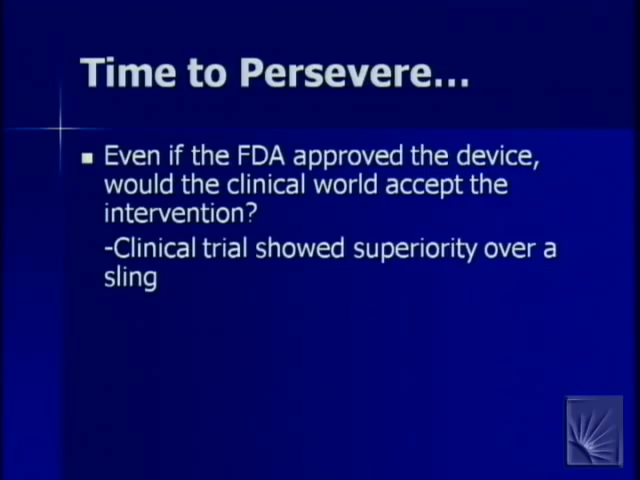 Time to Persevere...
Even if the FDA approved the device,
would the clinical world accept the
intervention?
-Clinical trial showed superiority over a
sling